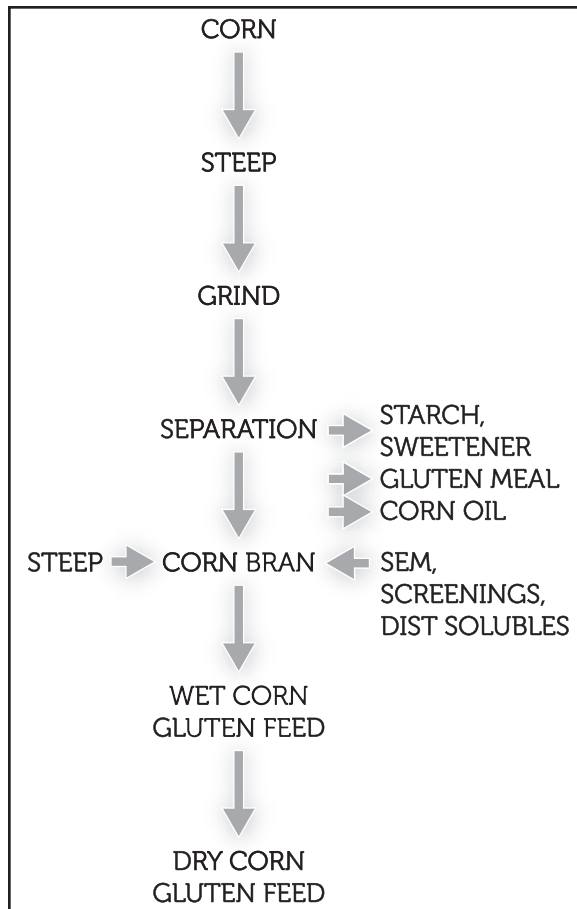 CORN
STEEP
GRIND
SEPARATION
STARCH,
SWEETENER
GLUTEN MEAL
CORN OIL
STEEP
CORN BRAN
SEM,
SCREENINGS,
DIST SOLUBLES
WET CORN
GLUTEN FEED
DRY CORN
GLUTEN FEED